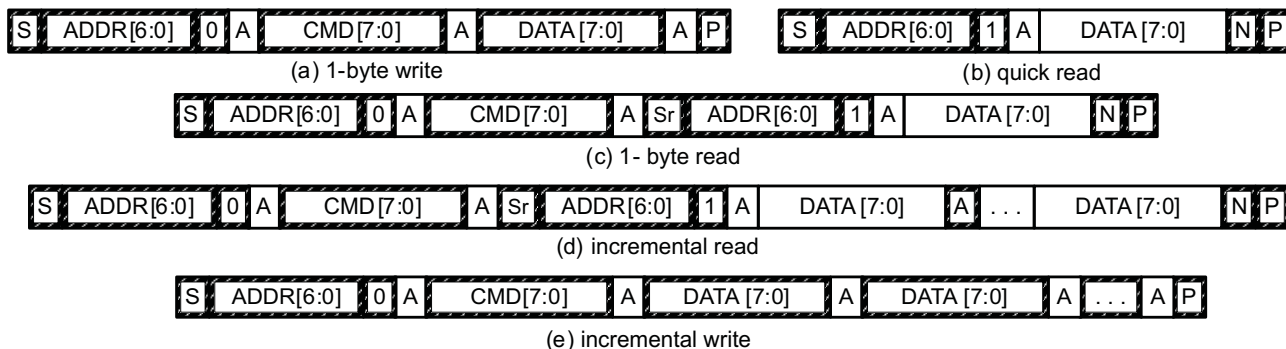 S ADDR[6:0] 0 A CMD[7:0] A DATA[7:0] A P
(a) 1-byte write
S ADDR[6:0] 1 A DATA[7:0] N P
(b) quick read
S ADDR[6:0] 0 A CMD[7:0] A Sr ADDR[6:0] 1 A DATA[7:0] N P
(c) 1- byte read
S ADDR[6:0] 0 A CMD[7:0] A Sr ADDR[6:0] 1 A DATA[7:0] A . . . DATA[7:0] N P
(d) incremental read
S ADDR[6:0] 0 A CMD[7:0] A DATA[7:0] A DATA[7:0] A . . . A P
(e) incremental write